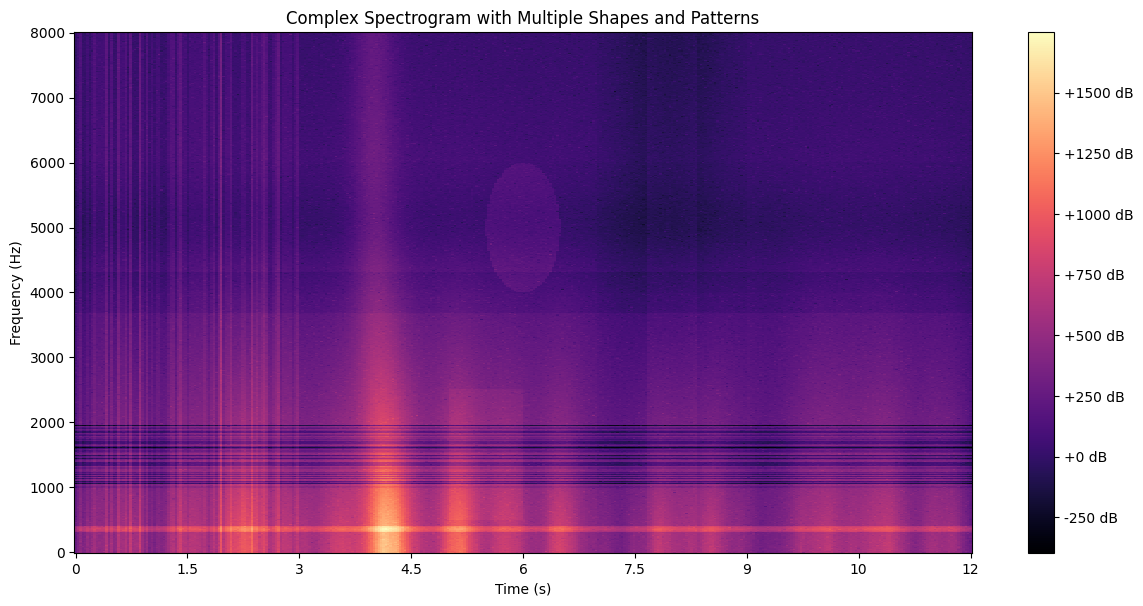 Complex Spectrogram with Multiple Shapes and Patterns
8000
7000
6000
5000
4000
3000
2000
1000
0
Frequency (Hz)
0 1.5 3 4.5 6 7.5 9 10 12
Time (s)
+1500 dB
+1250 dB
+1000 dB
+750 dB
+500 dB
+250 dB
+0 dB
-250 dB